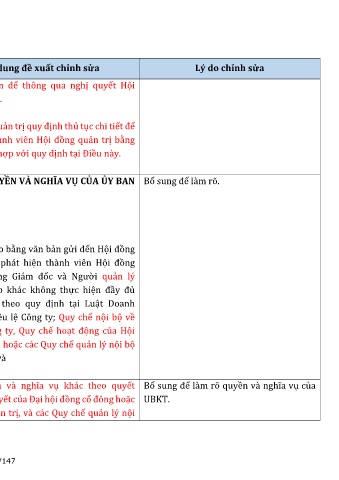 dung đề xuất chỉnh sửa
Lý do chỉnh sửa
để thông qua nghị quyết Hội
.
quản trị quy định thủ tục chi tiết để
thành viên Hội đồng quản trị bằng
hợp với quy định tại Điều này.
QUYỀN VÀ NGHĨA VỤ CỦA ỦY BAN
Bổ sung để làm rõ.
bằng văn bản gửi đến Hội đồng
phát hiện thành viên Hội đồng
Giám đốc và Người quản lý
khác không thực hiện đầy đủ
theo quy định tại Luật Doanh
lệ Công ty; Quy chế nội bộ về
ty, Quy chế hoạt động của Hội
hoặc các Quy chế quản lý nội bộ
và
và nghĩa vụ khác theo quyết
quyết của Đại hội đồng cổ đông hoặc
trị, và các Quy chế quản lý nội
Bổ sung để làm rõ quyền và nghĩa vụ của
UBKT.
/147